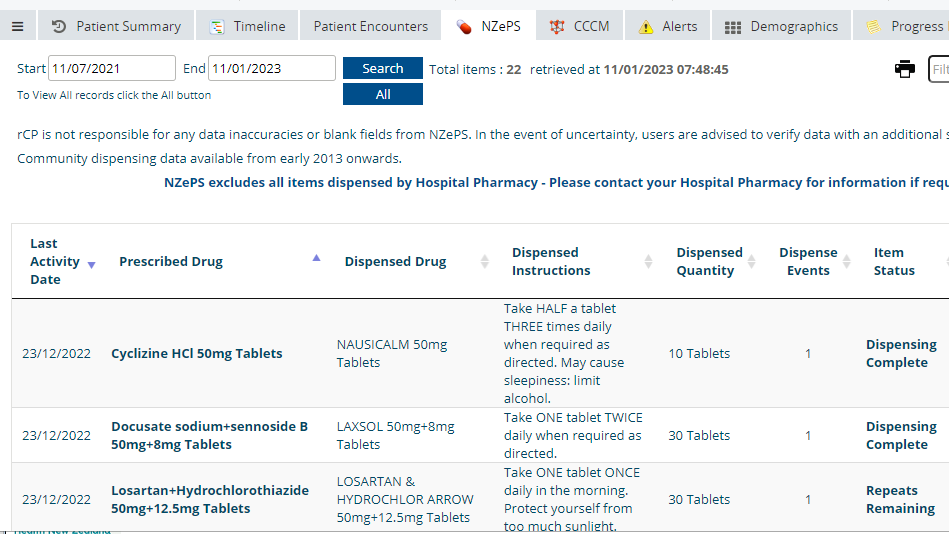 Patient Summary Timeline Patient Encounters NZePS CCCM Alerts Demographics Progress
Start 11/07/2021 End 11/01/2023 Search Total items : 22 retrieved at 11/01/2023 07:48:45 Filt
To View All records click the All button All
rCP is not responsible for any data inaccuracies or blank fields from NZePS. In the event of uncertainty, users are advised to verify data with an additional s
Community dispensing data available from early 2013 onwards.
NZePS excludes all items dispensed by Hospital Pharmacy - Please contact your Hospital Pharmacy for information if requ
Last Activity Date
Prescribed Drug
Dispensed Drug
Dispensed Instructions
Dispensed Quantity
Dispense Events
Item Status
23/12/2022
Cyclizine HCl 50mg Tablets
NAUSICALM 50mg
Tablets
Take HALF a tablet
THREE times daily
when required as
directed. May cause
sleepiness: limit
alcohol.
10 Tablets
1
Dispensing
Complete
23/12/2022
Docusate sodium+sennoside B
50mg+8mg Tablets
LAXSOL 50mg+8mg
Tablets
Take ONE tablet TWICE
daily when required as
directed.
30 Tablets
1
Dispensing
Complete
23/12/2022
Losartan+Hydrochlorothiazide
50mg+12.5mg Tablets
LOSARTAN &
HYDROCHLOR ARROW
50mg+12.5mg Tablets
Take ONE tablet ONCE
daily in the morning.
Protect yourself from
too much sunlight.
30 Tablets
1
Repeats
Remaining
Health New Zealand